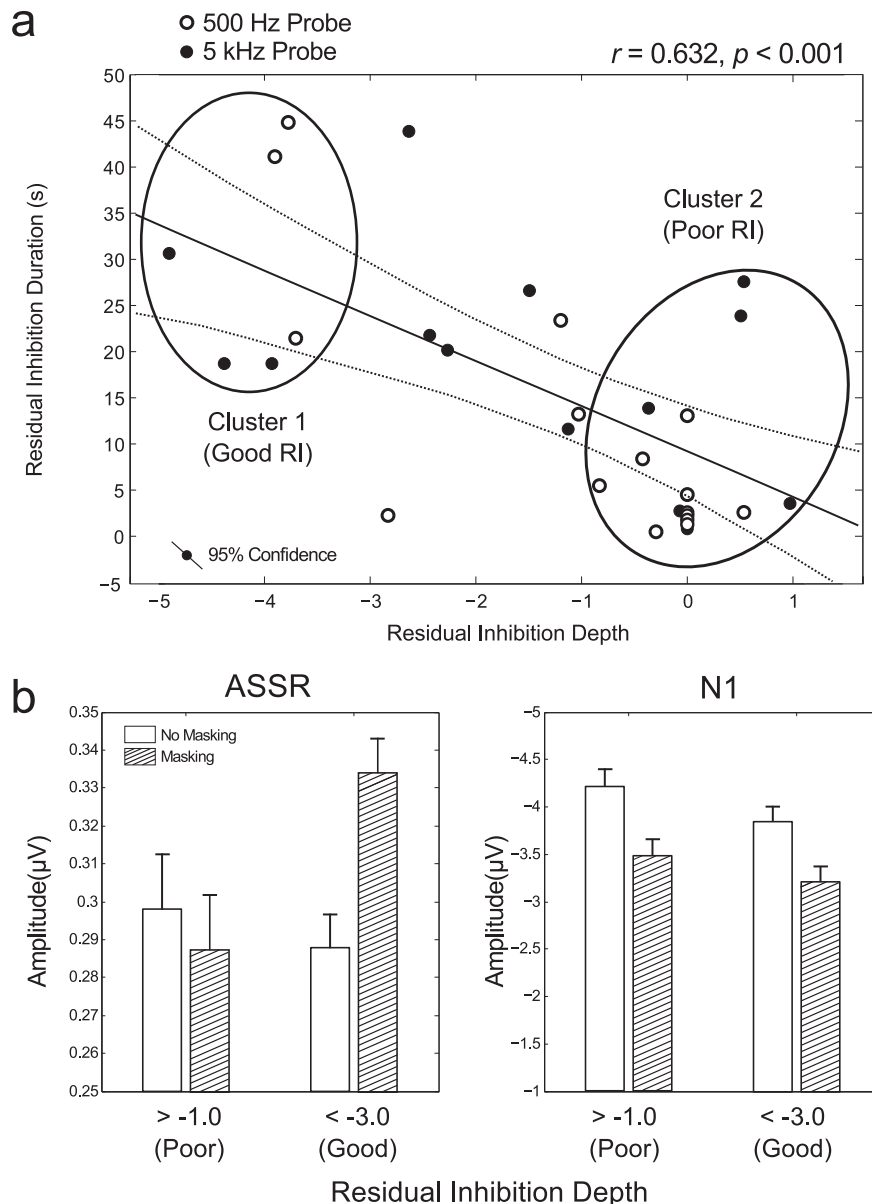 a
500 Hz Probe
5 kHz Probe
r = 0.632, p < 0.001
50
45
40
35
30
25
20
15
10
5
0
−5
Residual Inhibition Duration (s)
Cluster 2
(Poor RI)
Cluster 1
(Good RI)
95% Confidence
−5 −4 −3 −2 −1 0 1
Residual Inhibition Depth
b
ASSR
0.35
0.34
0.33
0.32
0.31
0.3
0.29
0.28
0.27
0.26
0.25
Amplitude(µV)
No Masking
Masking
> -1.0 < -3.0
(Poor) (Good)
N1
−5
−4.5
−4
−3.5
−3
−2.5
−2
−1.5
−1
Amplitude(µV)
> -1.0 < -3.0
(Poor) (Good)
Residual Inhibition Depth